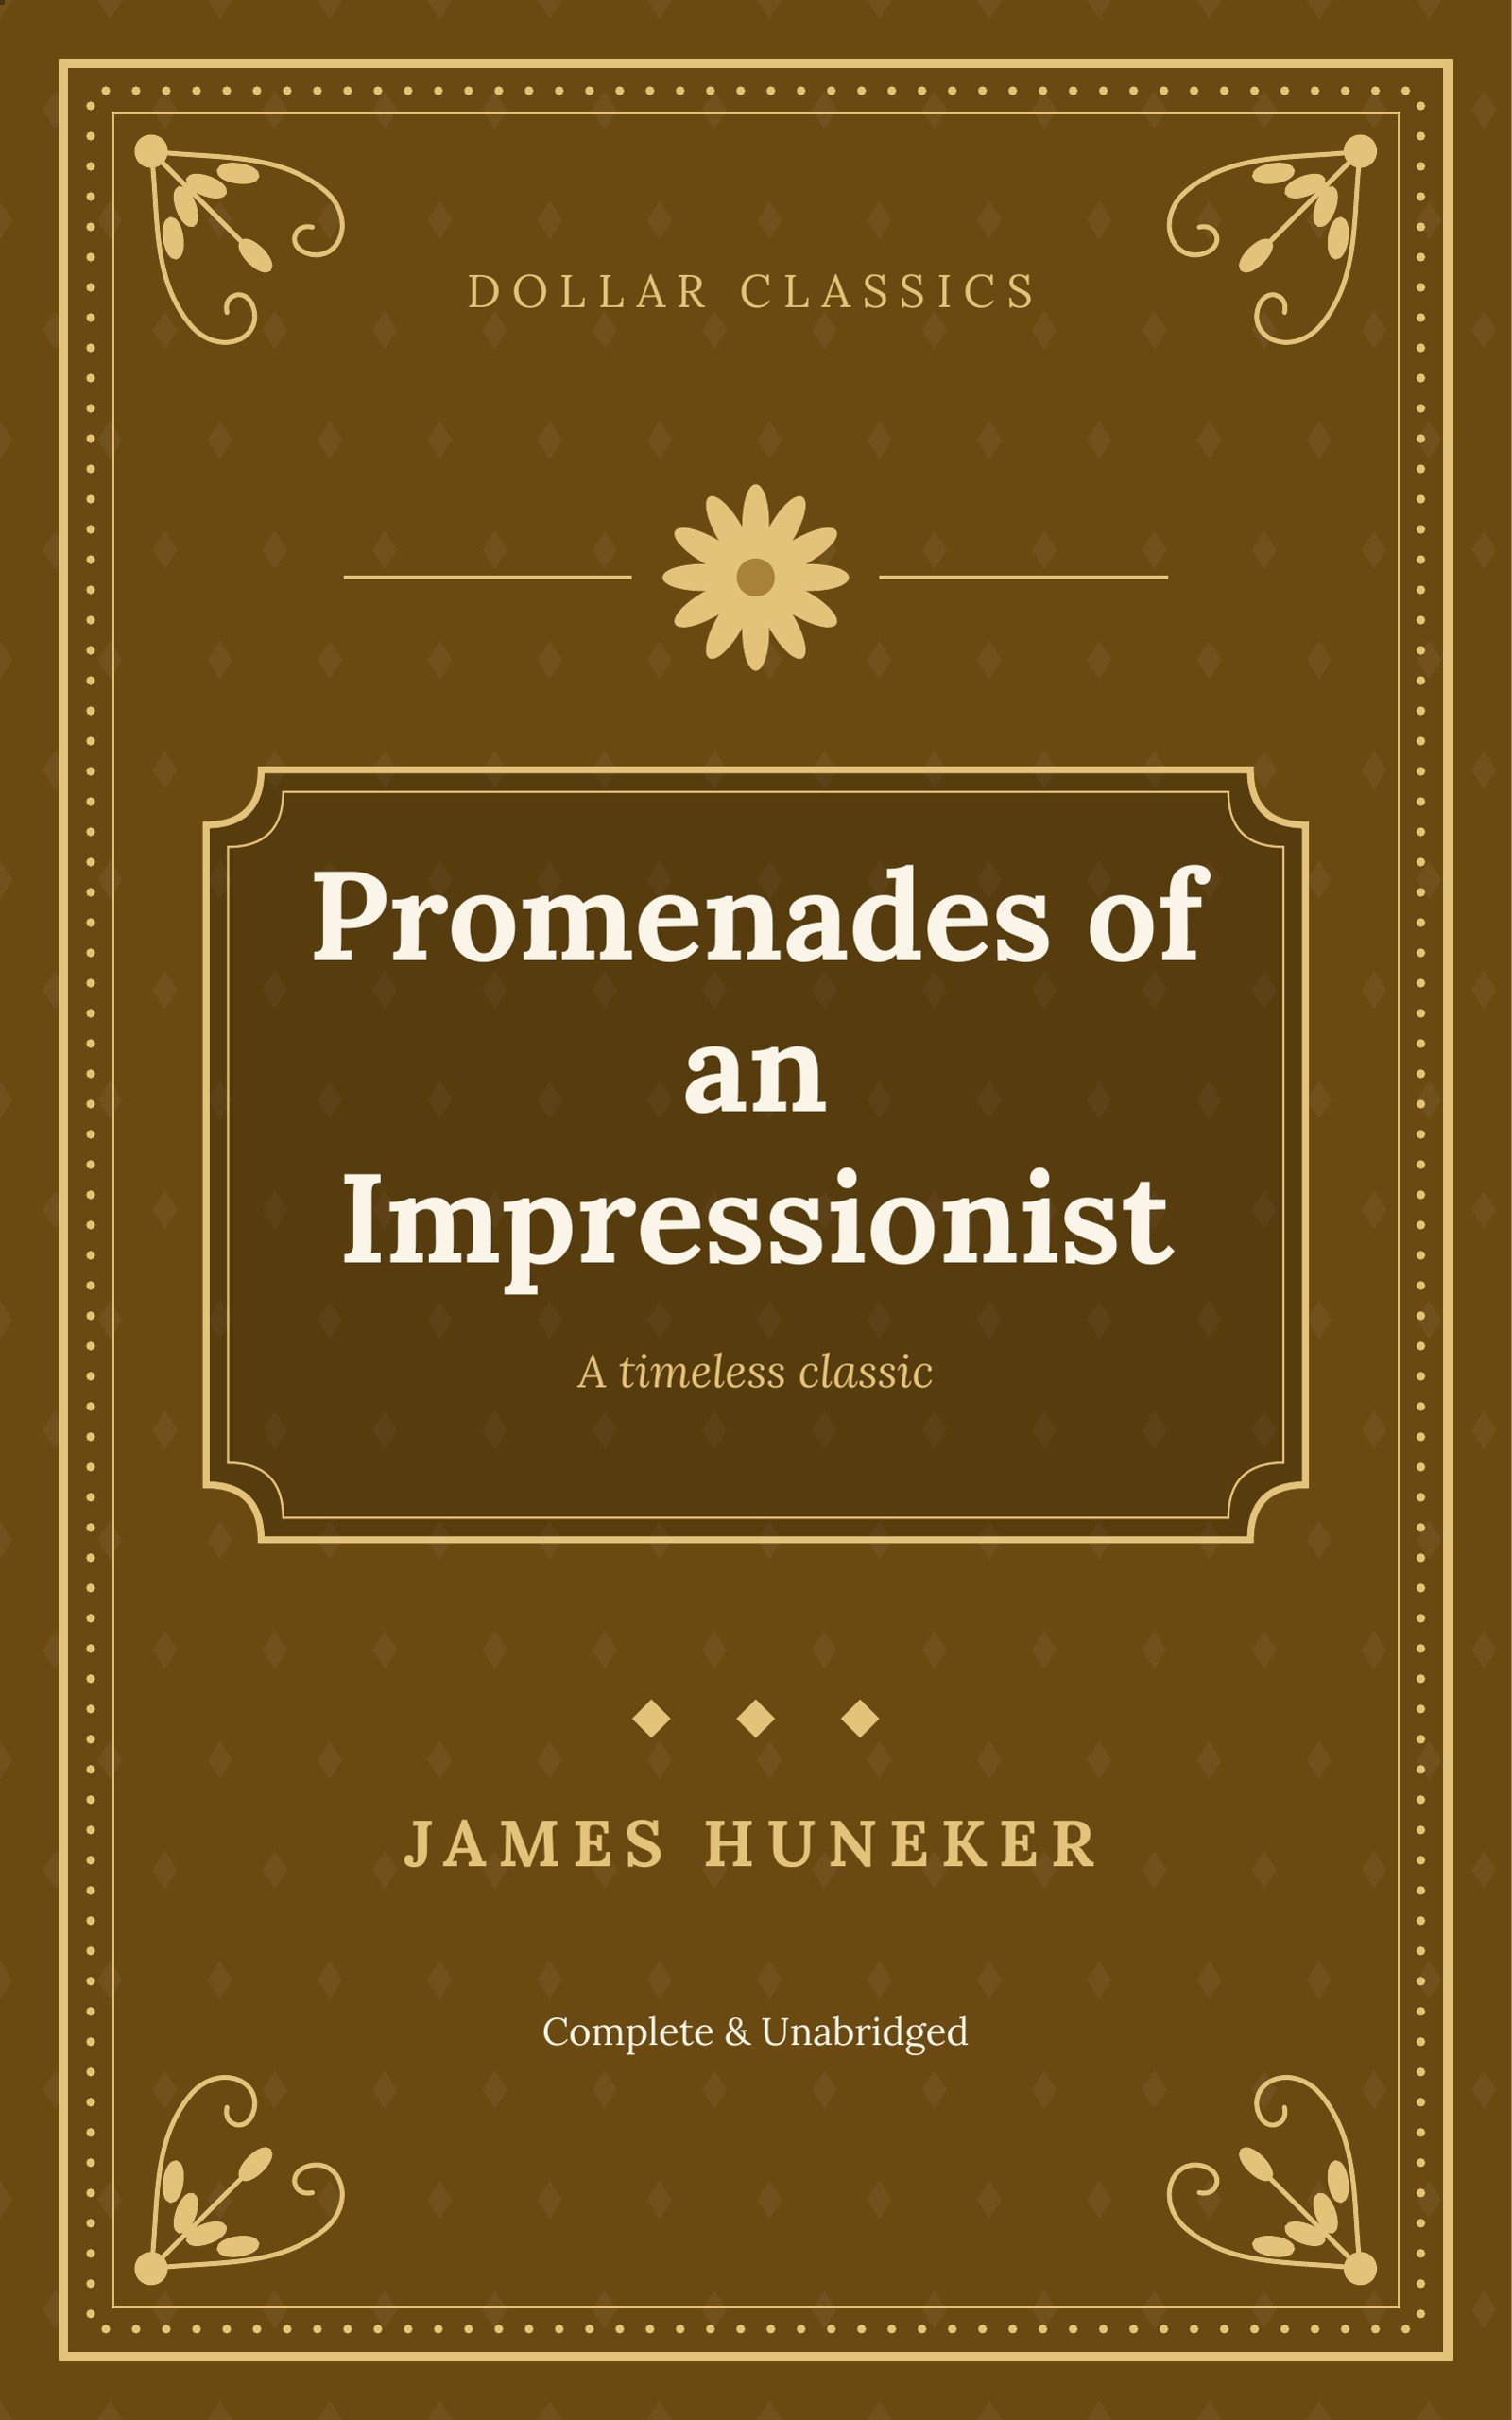 DOLLAR CLASSICS
Promenades of
an
Impressionist
A timeless classic
JAMES HUNEKER
Complete & Unabridged